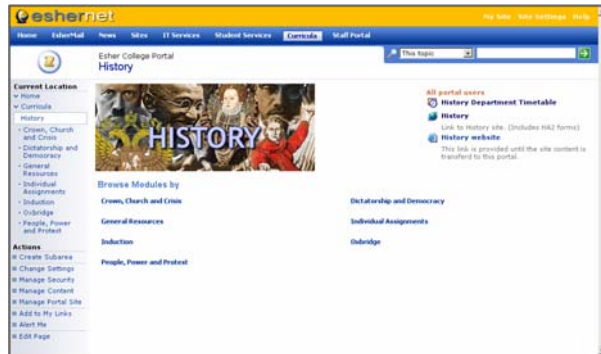 eshernet
My Site Site Settings Help
Home EsherMail News Sites IT Services Student Services Curricula Staff Portal
Esher College Portal
History
This topic
Current Location
Home
Curricula
History
Crown, Church
and Crisis
Dictatorship and
Democracy
General
Resources
Individual
Assignments
Induction
Oxbridge
People, Power
and Protest
Actions
Create Subarea
Change Settings
Manage Security
Manage Content
Manage Portal Site
Add to My Links
Alert Me
Edit Page
HISTORY
Browse Modules by
Crown, Church and Crisis
Dictatorship and Democracy
General Resources
Individual Assignments
Induction
Oxbridge
People, Power and Protest
All portal users
History Department Timetable
History
Link to History site. (Includes HA2 forms)
History website
This link is provided until the site content is
transferd to this portal.